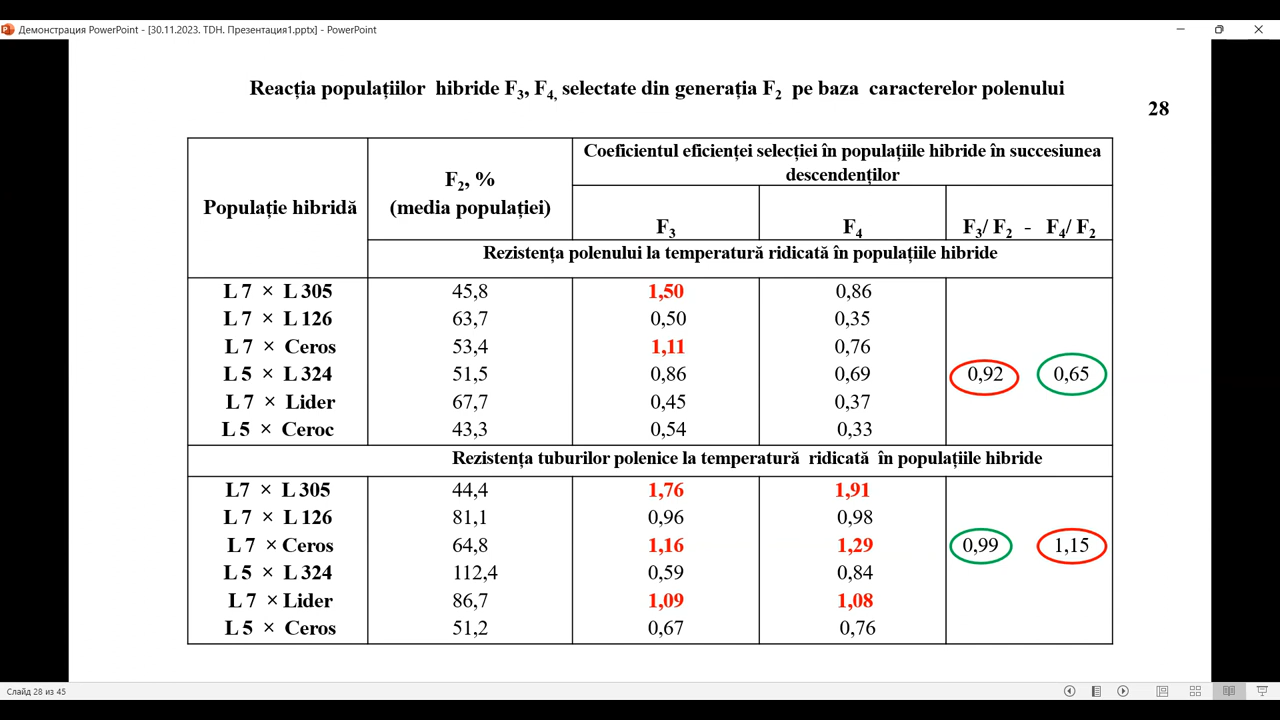 Демонстрация PowerPoint - [30.11.2023. TDH. Презентация1.pptx] - PowerPoint
Reacția populațiilor hibride F3, F4, selectate din generația F2 pe baza caracterelor polenului
28
Populație hibridă
F2, %
(media populației)
Coeficientul eficienței selecției în populațiile hibride în succesiunea
descendenților
F3
F4
F3/ F2 - F4/ F2
Rezistența polenului la temperatură ridicată în populațiile hibride
L 7 × L 305 45,8 1,50 0,86
L 7 × L 126 63,7 0,50 0,35
L 7 × Ceros 53,4 1,11 0,76
L 5 × L 324 51,5 0,86 0,69 0,92 0,65
L 7 × Lider 67,7 0,45 0,37
L 5 × Ceroc 43,3 0,54 0,33
Rezistența tuburilor polenice la temperatură ridicată în populațiile hibride
L7 × L 305 44,4 1,76 1,91
L 7 × L 126 81,1 0,96 0,98
L 7 × Ceros 64,8 1,16 1,29 0,99 1,15
L 5 × L 324 112,4 0,59 0,84
L 7 × Lider 86,7 1,09 1,08
L 5 × Ceros 51,2 0,67 0,76
Слайд 28 из 45